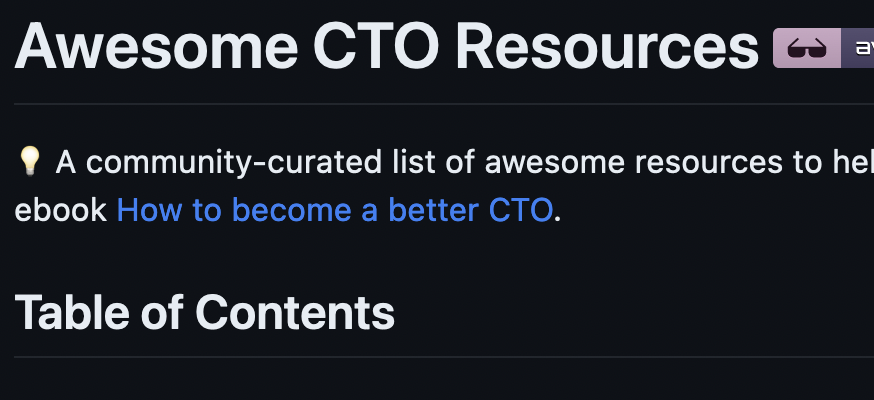 Awesome CTO Resources
💡 A community-curated list of awesome resources to
ebook How to become a better CTO.
Table of Contents